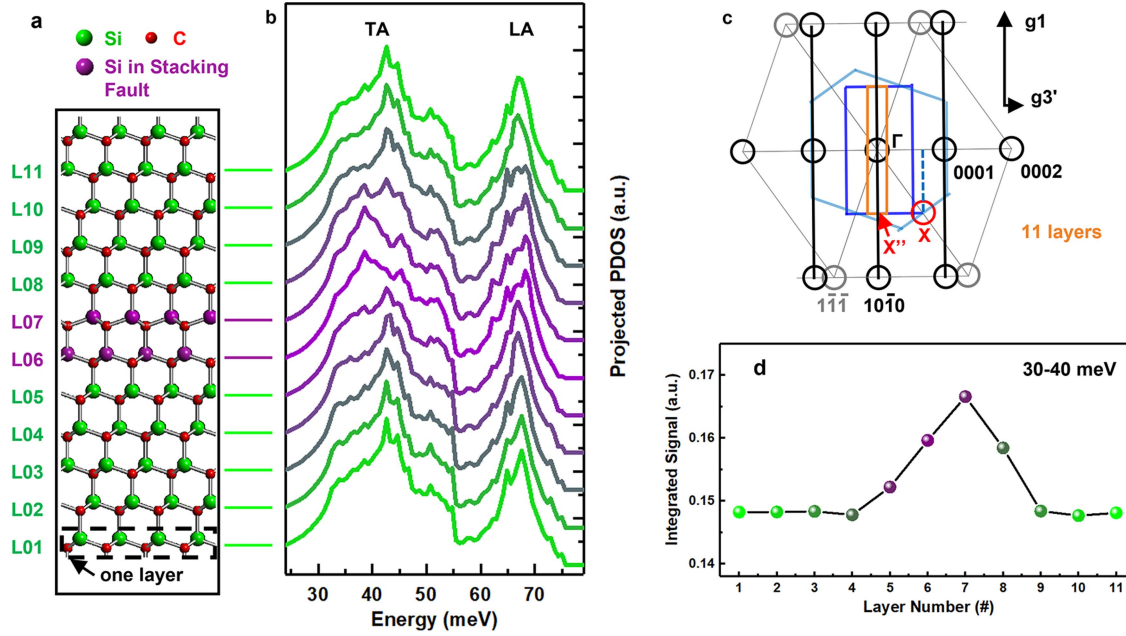 a
Si
C
Si in Stacking
Fault
L11
L10
L09
L08
L07
L06
L05
L04
L03
L02
L01
one layer
b
TA
LA
30
40
50
60
70
Energy (meV)
Projected PDOS (a.u.)
c
g1
g3'
Γ
0001
0002
X''
X
11 layers
11̄1̄
101̄0
d
30-40 meV
0.17
0.16
0.15
0.14
Integrated Signal (a.u.)
1 2 3 4 5 6 7 8 9 10 11
Layer Number (#)